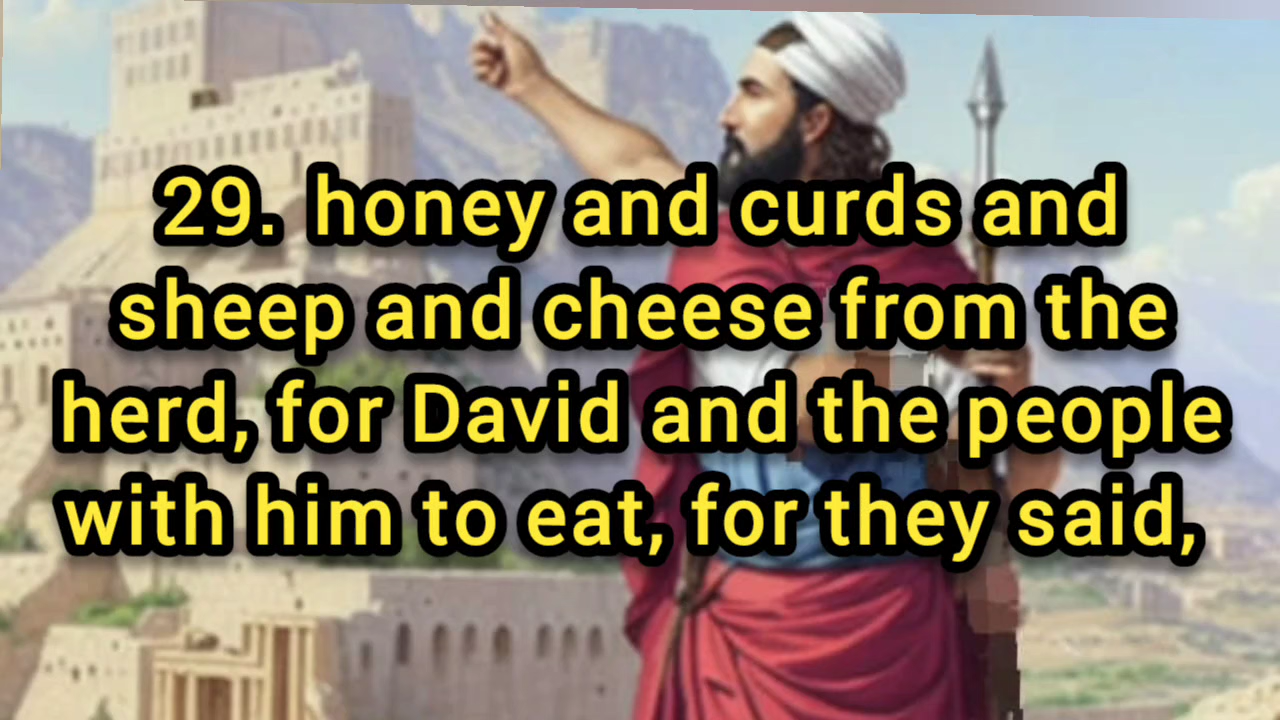 29. honey and curds and
sheep and cheese from the
herd, for David and the people
with him to eat, for they said,